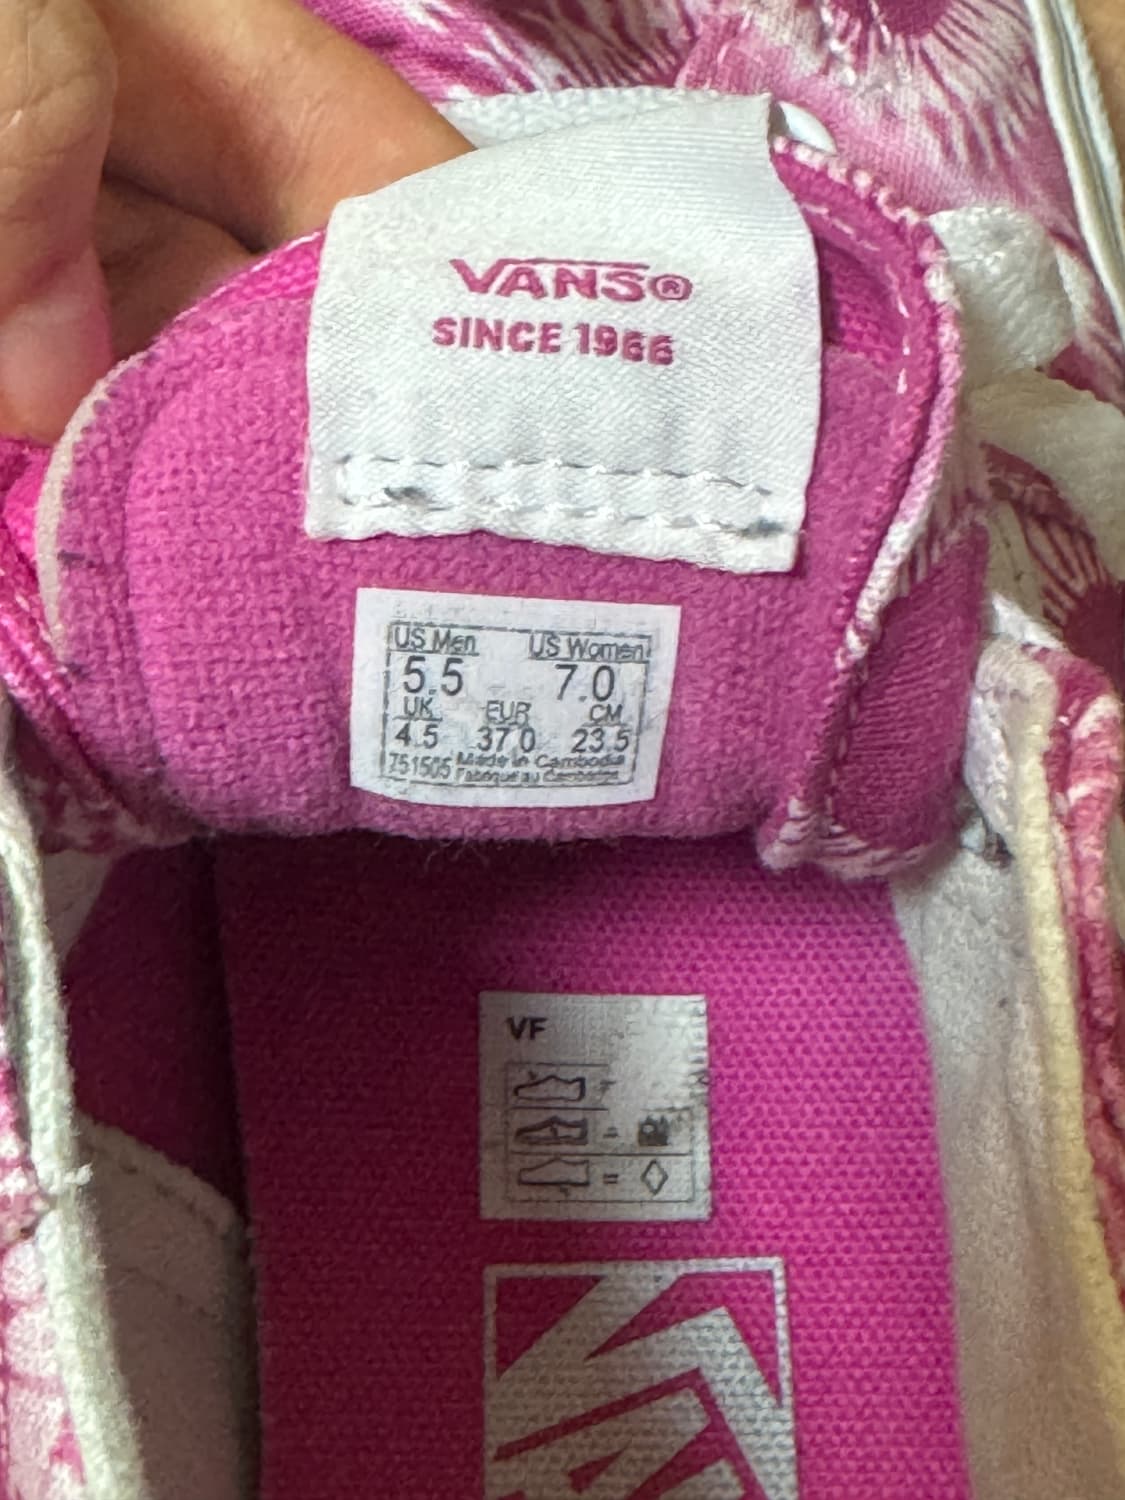 VANS®
SINCE 1966
US Men US Women
5.5 7.0
UK EUR CM
4.5 37.0 23.5
751505 Made in Cambodia
Fabriqué au Cambodge
VF
=
=
=